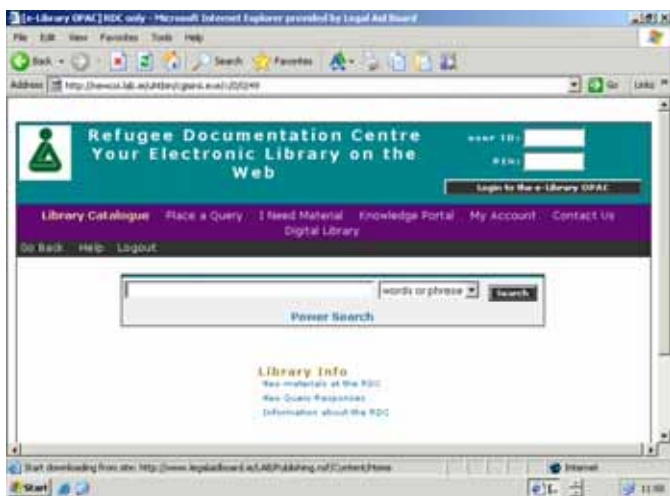 [e-Library OPAC] RDC only - Microsoft Internet Explorer provided by Legal Aid Board
File Edit View Favorites Tools Help
Back Search Favorites
Address Go Links
Refugee Documentation Centre
Your Electronic Library on the
Web
User ID:
PIN:
Login to the e-Library OPAC
Library Catalogue Place a Query I Need Material Knowledge Portal My Account Contact Us
Digital Library
Go Back Help Logout
words or phrase Search
Power Search
Library Info
New materials at the RDC
New Query Responses
Information about the RDC
Start downloading from site: Internet
Start